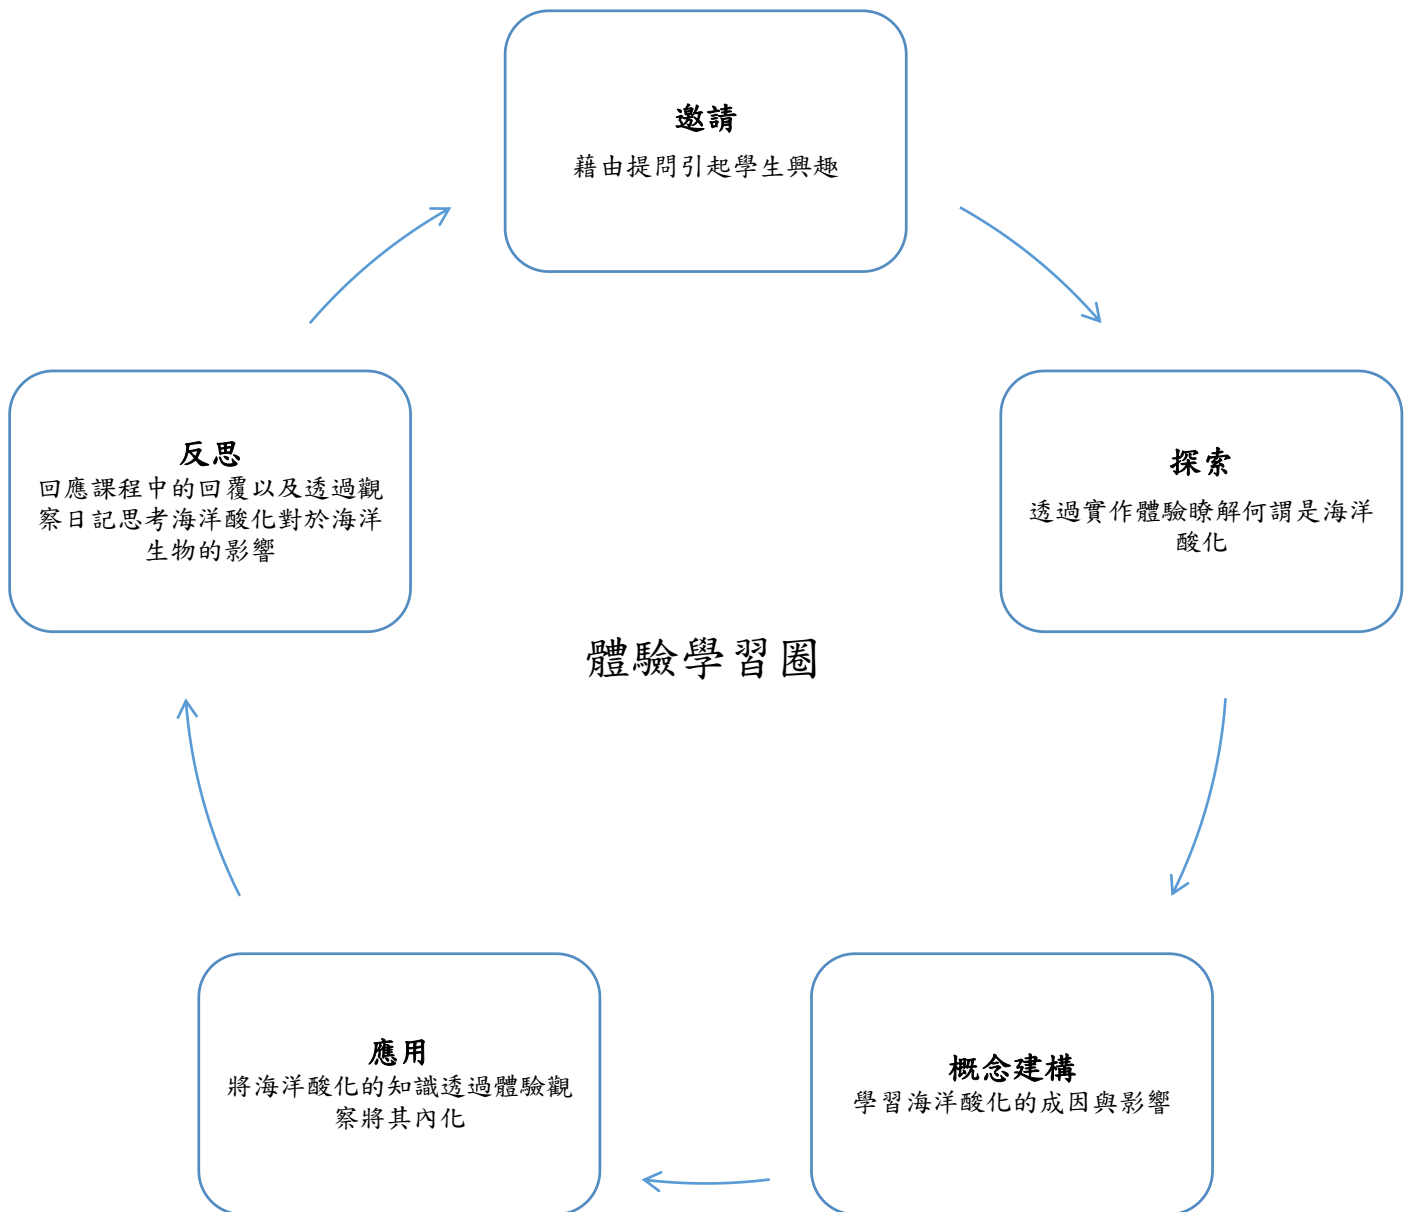 邀請
藉由提問引起學生興趣
反思
回應課程中的回覆以及透過觀
察日記思考海洋酸化對於海洋
生物的影響
探索
透過實作體驗瞭解何謂是海洋
酸化
體驗學習圈
應用
將海洋酸化的知識透過體驗觀
察將其內化
概念建構
學習海洋酸化的成因與影響